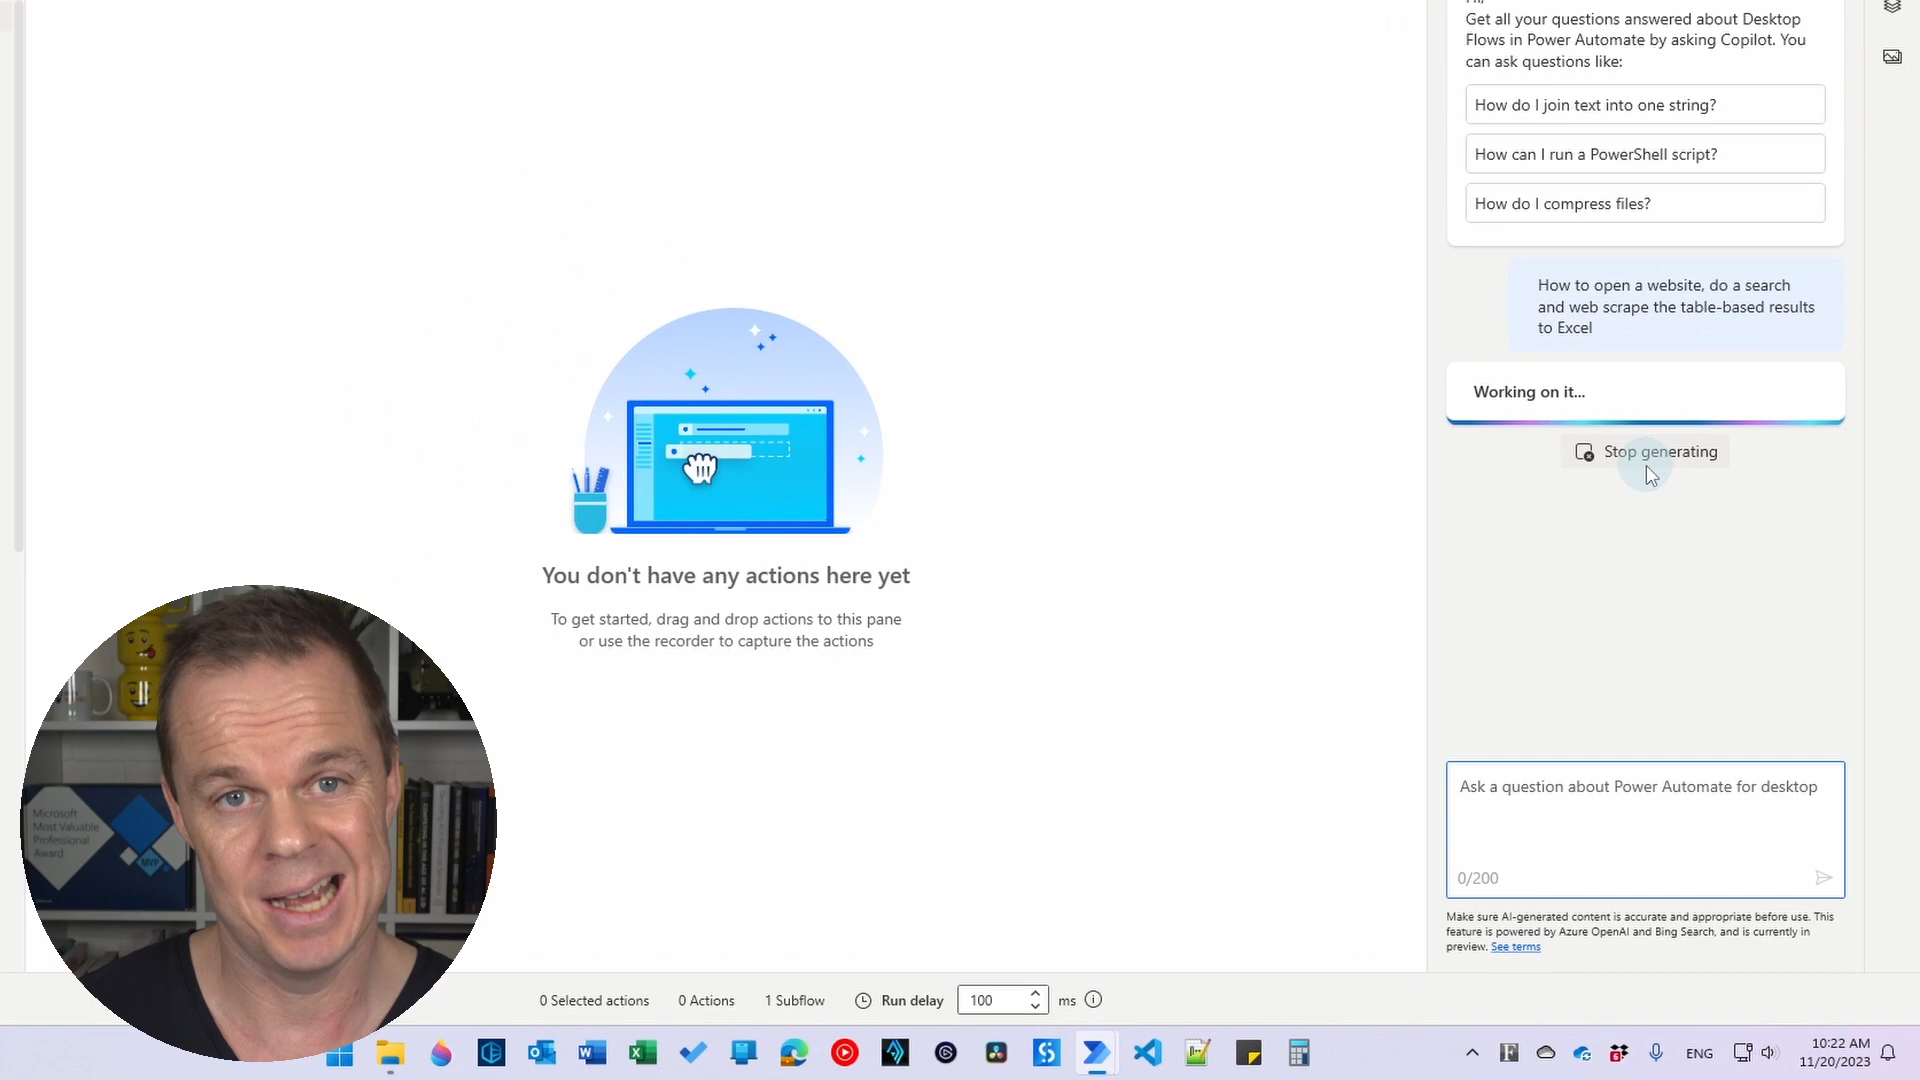 Get all your questions answered about Desktop
Flows in Power Automate by asking Copilot. You
can ask questions like:
How do I join text into one string?
How can I run a PowerShell script?
How do I compress files?
How to open a website, do a search
and web scrape the table-based results
to Excel
Working on it...
Stop generating
You don't have any actions here yet
To get started, drag and drop actions to this pane
or use the recorder to capture the actions
Microsoft
Most Valuable
Professional
Award
MVP
Ask a question about Power Automate for desktop
0/200
Make sure AI-generated content is accurate and appropriate before use. This
feature is powered by Azure OpenAI and Bing Search, and is currently in
preview. See terms
0 Selected actions
0 Actions
1 Subflow
Run delay
100
ms
ENG
10:22 AM
11/20/2023